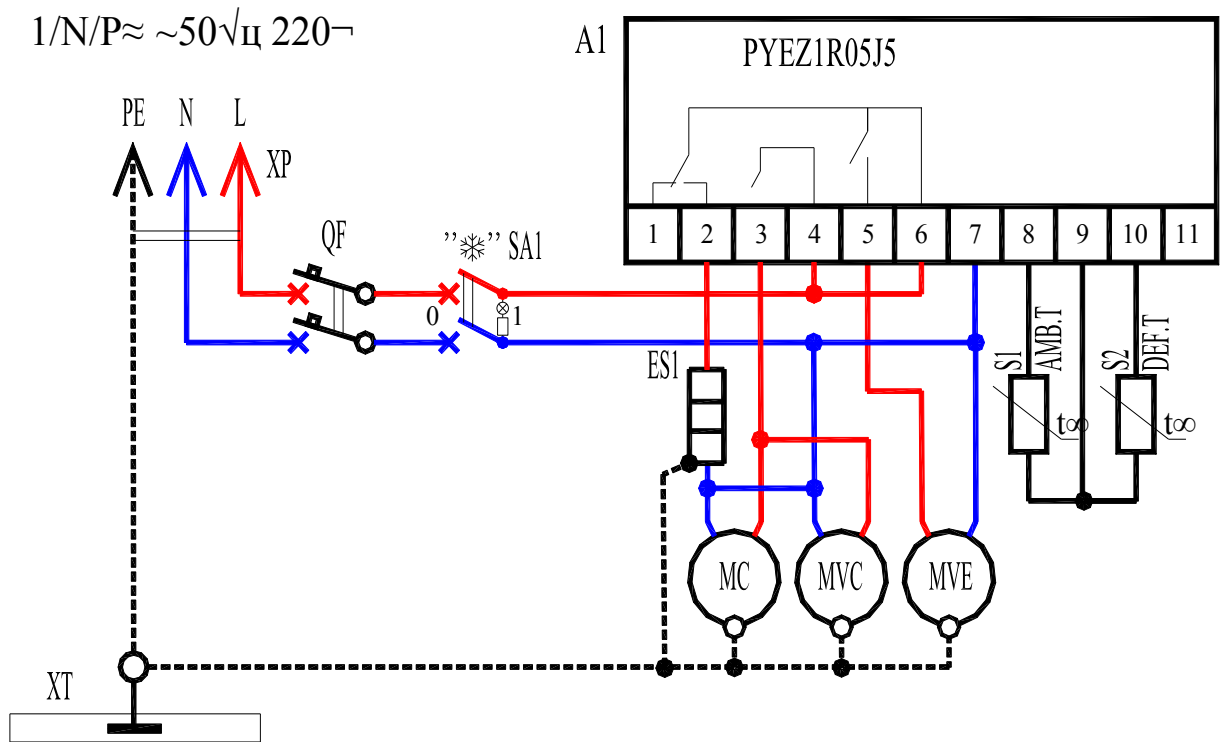 1/N/P≈ ~50√ц 220¬
A1
PYEZ1R05J5
PE N L
XP
QF
"❄" SA1
0 1
1 2 3 4 5 6 7 8 9 10 11
ES1
S1 AMB.T
S2 DEF.T
t∞ t∞
MC MVC MVE
XT